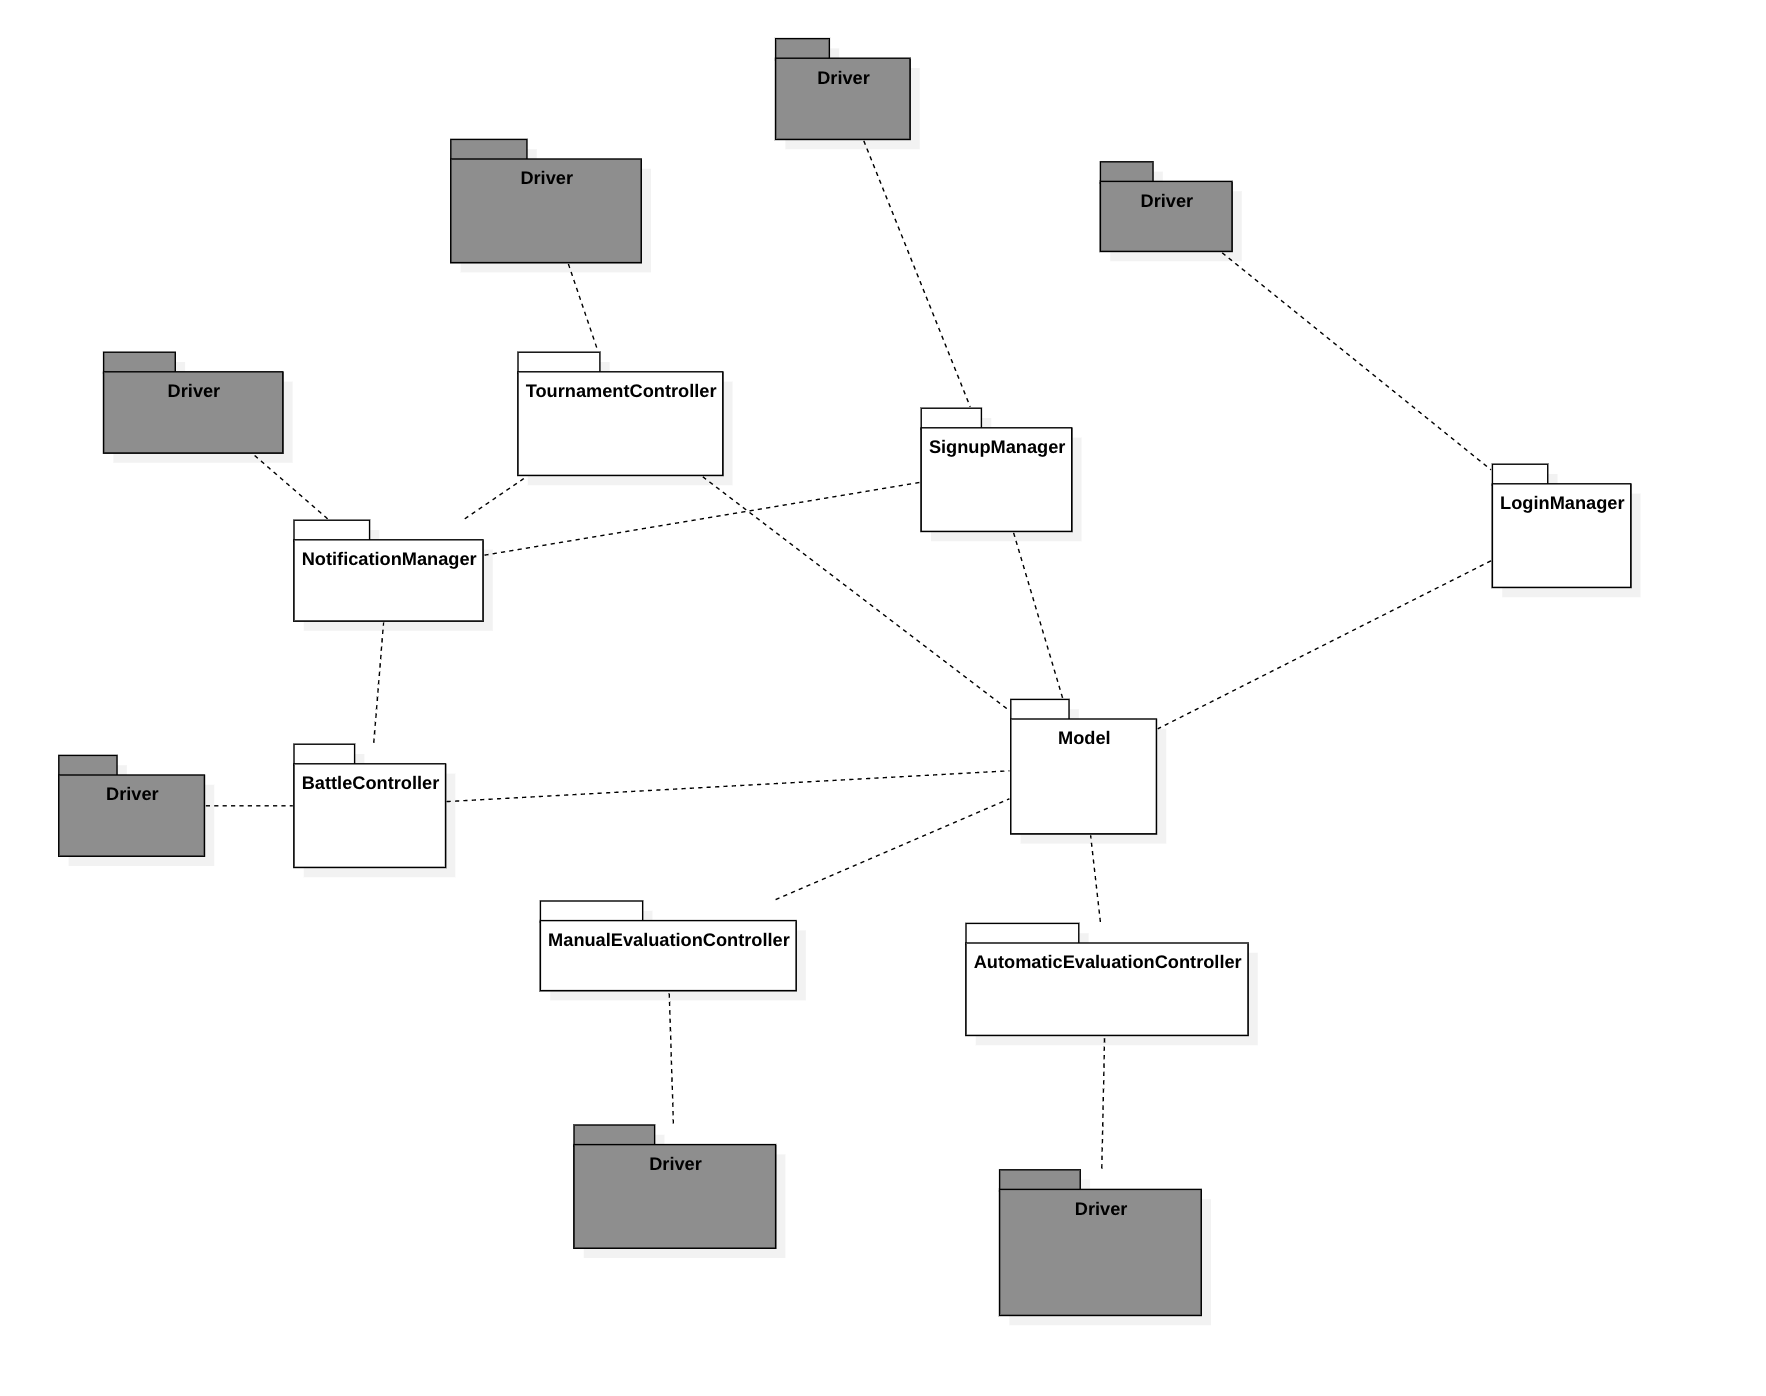 Driver
Driver
Driver
Driver
TournamentController
SignupManager
LoginManager
NotificationManager
Model
BattleController
Driver
ManualEvaluationController
AutomaticEvaluationController
Driver
Driver